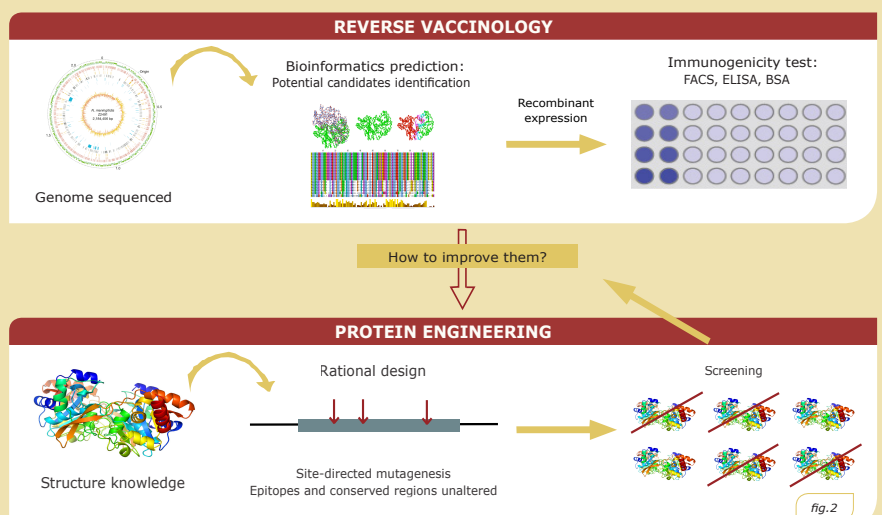 REVERSE VACCINOLOGY
Bioinformatics prediction:
Potential candidates identification
Immunogenicity test:
FACS, ELISA, BSA
Recombinant
expression
Origin
Genome sequenced
How to improve them?
PROTEIN ENGINEERING
Rational design
Screening
Structure knowledge
Site-directed mutagenesis
Epitopes and conserved regions unaltered
fig.2